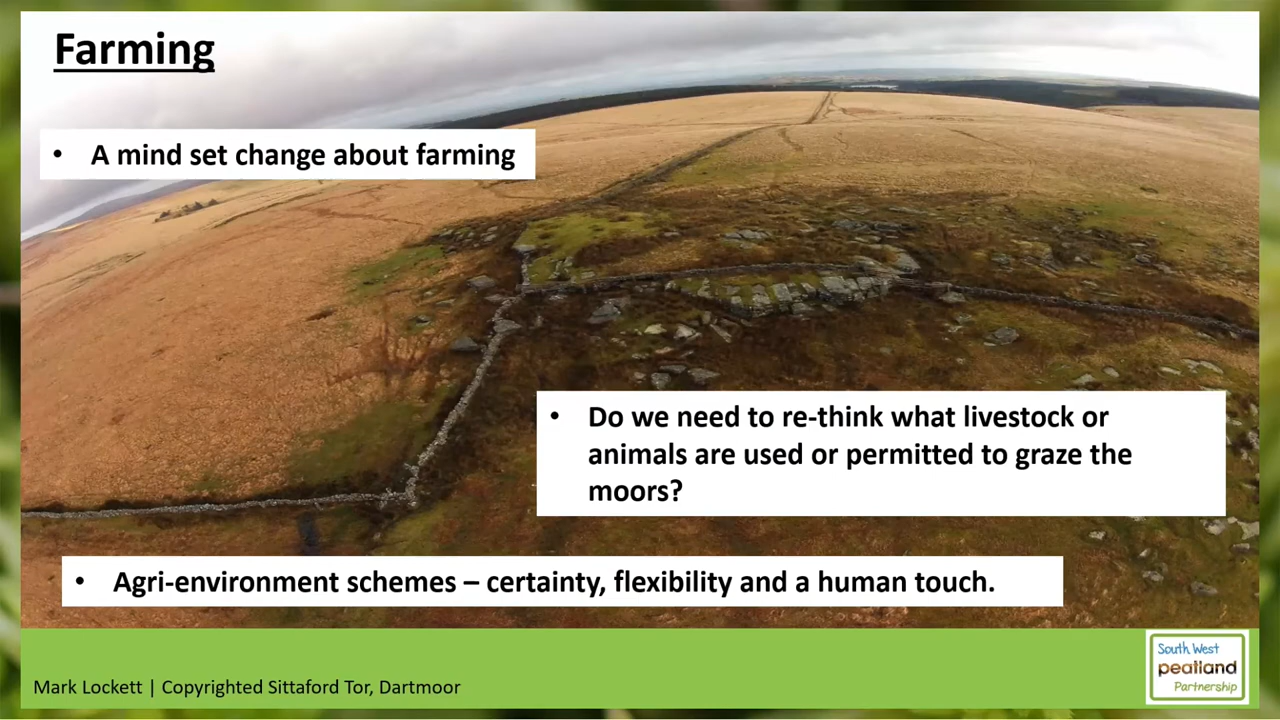 Farming
• A mind set change about farming
• Do we need to re-think what livestock or
animals are used or permitted to graze the
moors?
• Agri-environment schemes – certainty, flexibility and a human touch.
Mark Lockett | Copyrighted Sittaford Tor, Dartmoor
South West
peatland
Partnership